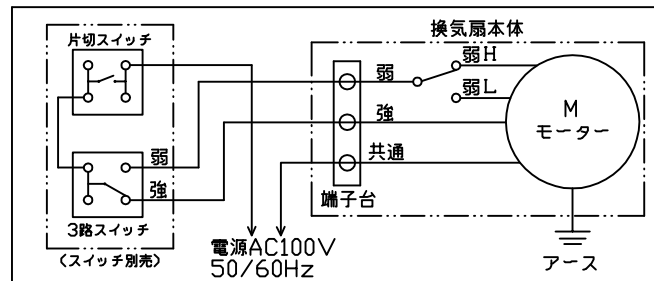 片切スイッチ
3路スイッチ
(スイッチ別売)
弱
強
電源AC100V
50/60Hz
換気扇本体
弱
強
共通
端子台
弱H
弱L
M
モーター
アース